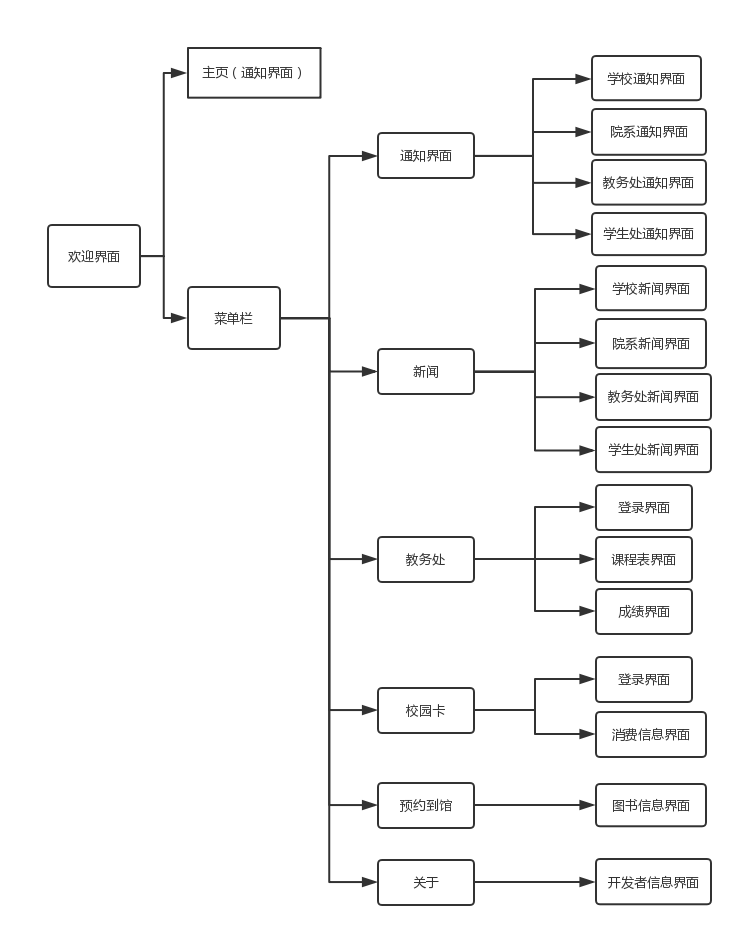 主页（通知界面）
欢迎界面
菜单栏
通知界面
学校通知界面
院系通知界面
教务处通知界面
学生处通知界面
新闻
学校新闻界面
院系新闻界面
教务处新闻界面
学生处新闻界面
教务处
登录界面
课程表界面
成绩界面
校园卡
登录界面
消费信息界面
预约到馆
图书信息界面
关于
开发者信息界面